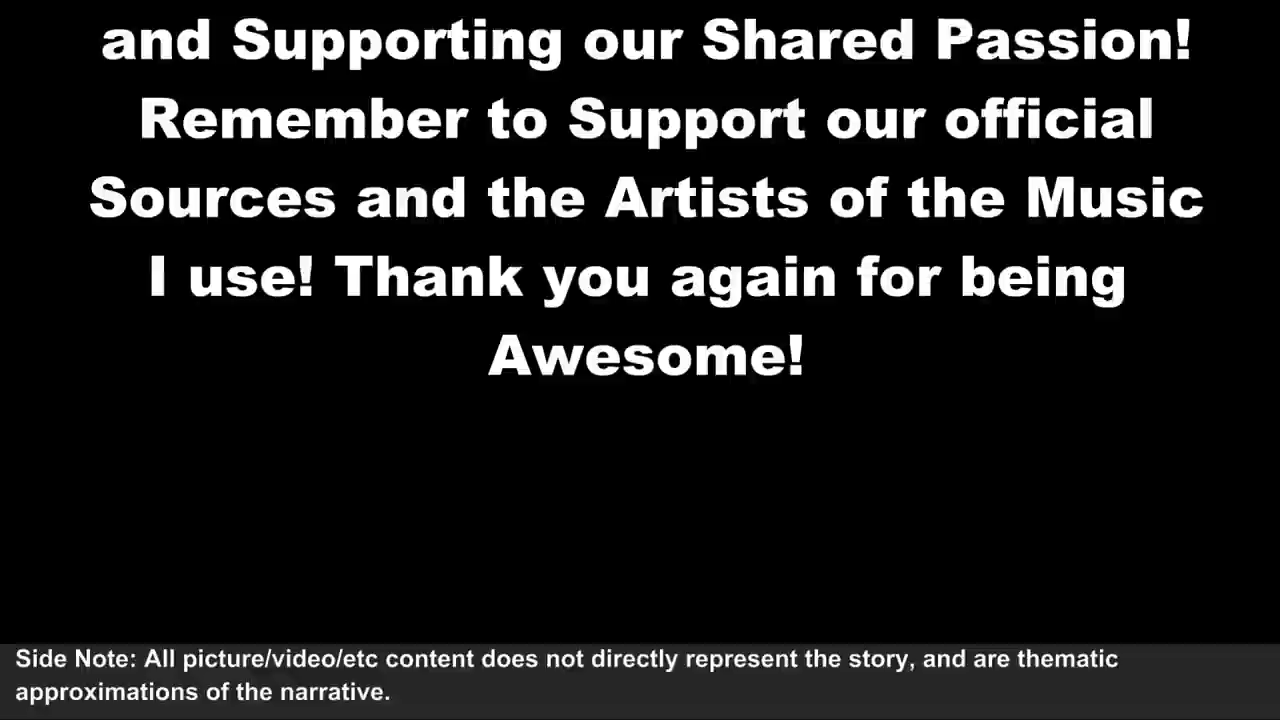 and Supporting our Shared Passion!
Remember to Support our official
Sources and the Artists of the Music
I use! Thank you again for being
Awesome!
Side Note: All picture/video/etc content does not directly represent the story, and are thematic
approximations of the narrative.